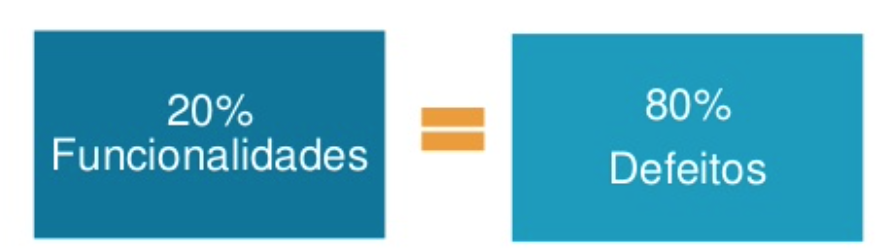 20%
Funcionalidades
80%
Defeitos